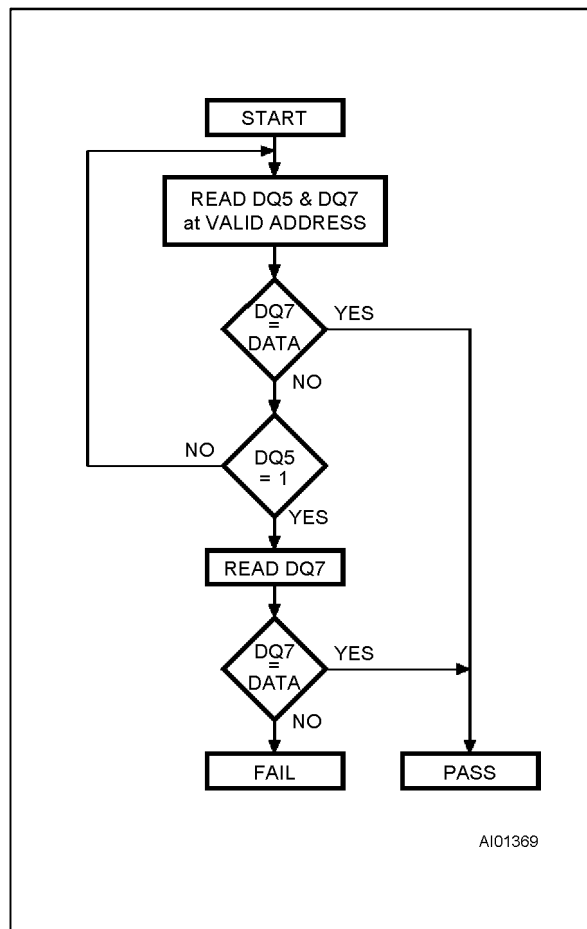 START
READ DQ5 & DQ7
at VALID ADDRESS
DQ7
=
DATA
YES
NO
DQ5
= 1
NO
YES
READ DQ7
DQ7
=
DATA
YES
NO
FAIL
PASS
AI01369